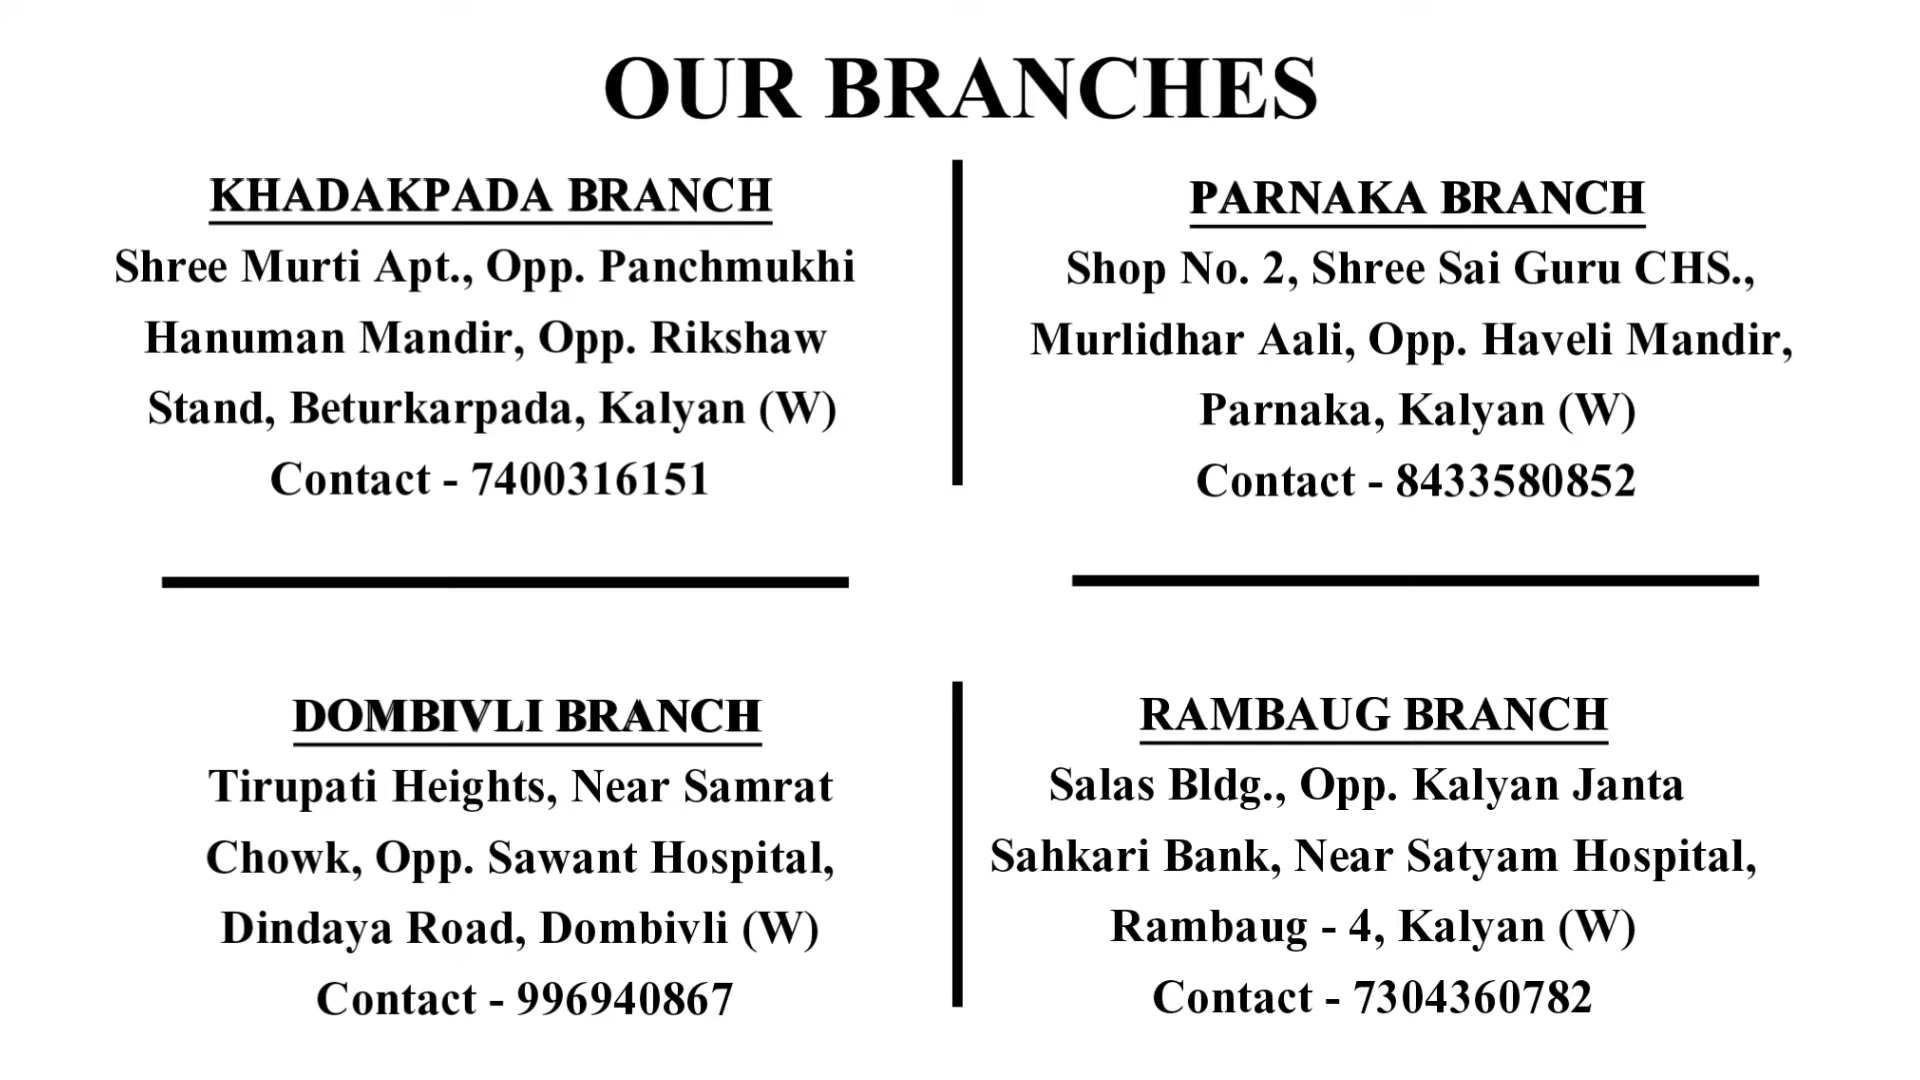 OUR BRANCHES
KHADAKPADA BRANCH
Shree Murti Apt., Opp. Panchmukhi
Hanuman Mandir, Opp. Rikshaw
Stand, Beturkarpada, Kalyan (W)
Contact - 7400316151
PARNAKA BRANCH
Shop No. 2, Shree Sai Guru CHS.,
Murlidhar Aali, Opp. Haveli Mandir,
Parnaka, Kalyan (W)
Contact - 8433580852
DOMBIVLI BRANCH
Tirupati Heights, Near Samrat
Chowk, Opp. Sawant Hospital,
Dindaya Road, Dombivli (W)
Contact - 996940867
RAMBAUG BRANCH
Salas Bldg., Opp. Kalyan Janta
Sahkari Bank, Near Satyam Hospital,
Rambaug - 4, Kalyan (W)
Contact - 7304360782